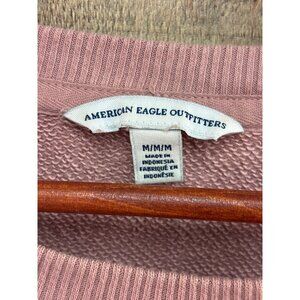 AMERICAN EAGLE OUTFITTERS
M/M/M
MADE IN
INDONESIA
FABRIQUÉ EN
INDONÉSIE